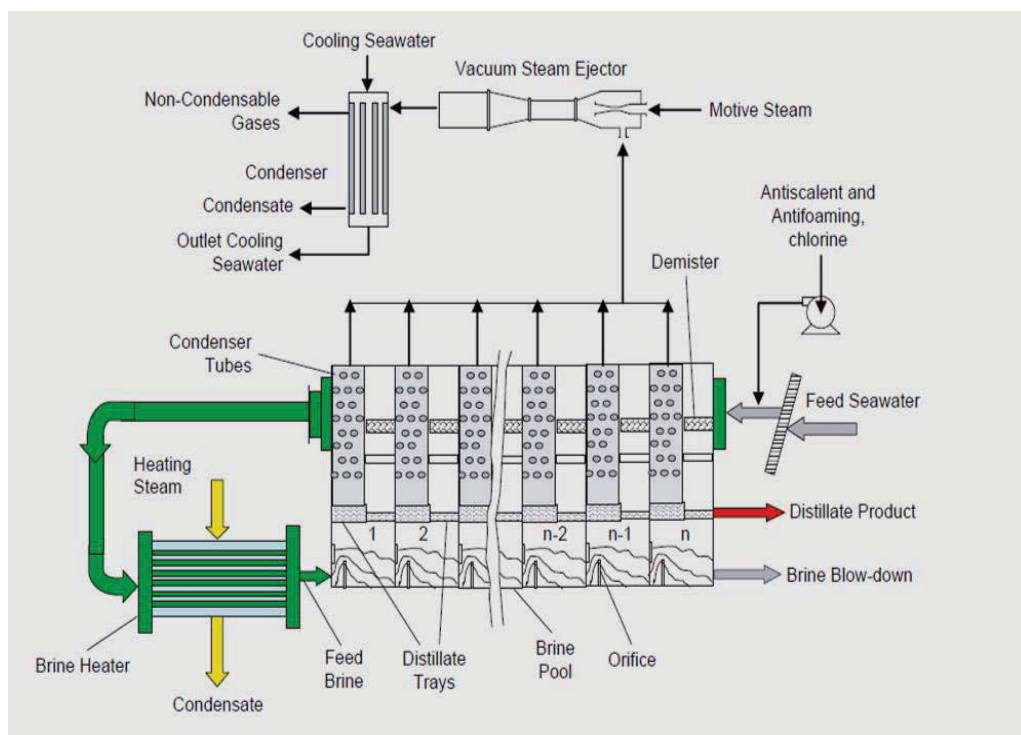 Cooling Seawater
Vacuum Steam Ejector
Non-Condensable
Gases
Motive Steam
Condenser
Condensate
Outlet Cooling
Seawater
Antiscalent and
Antifoaming,
chlorine
Demister
Condenser
Tubes
Feed Seawater
Heating
Steam
Distillate Product
1
2
n-2
n-1
n
Brine Blow-down
Brine Heater
Feed
Brine
Distillate
Trays
Brine
Pool
Orifice
Condensate